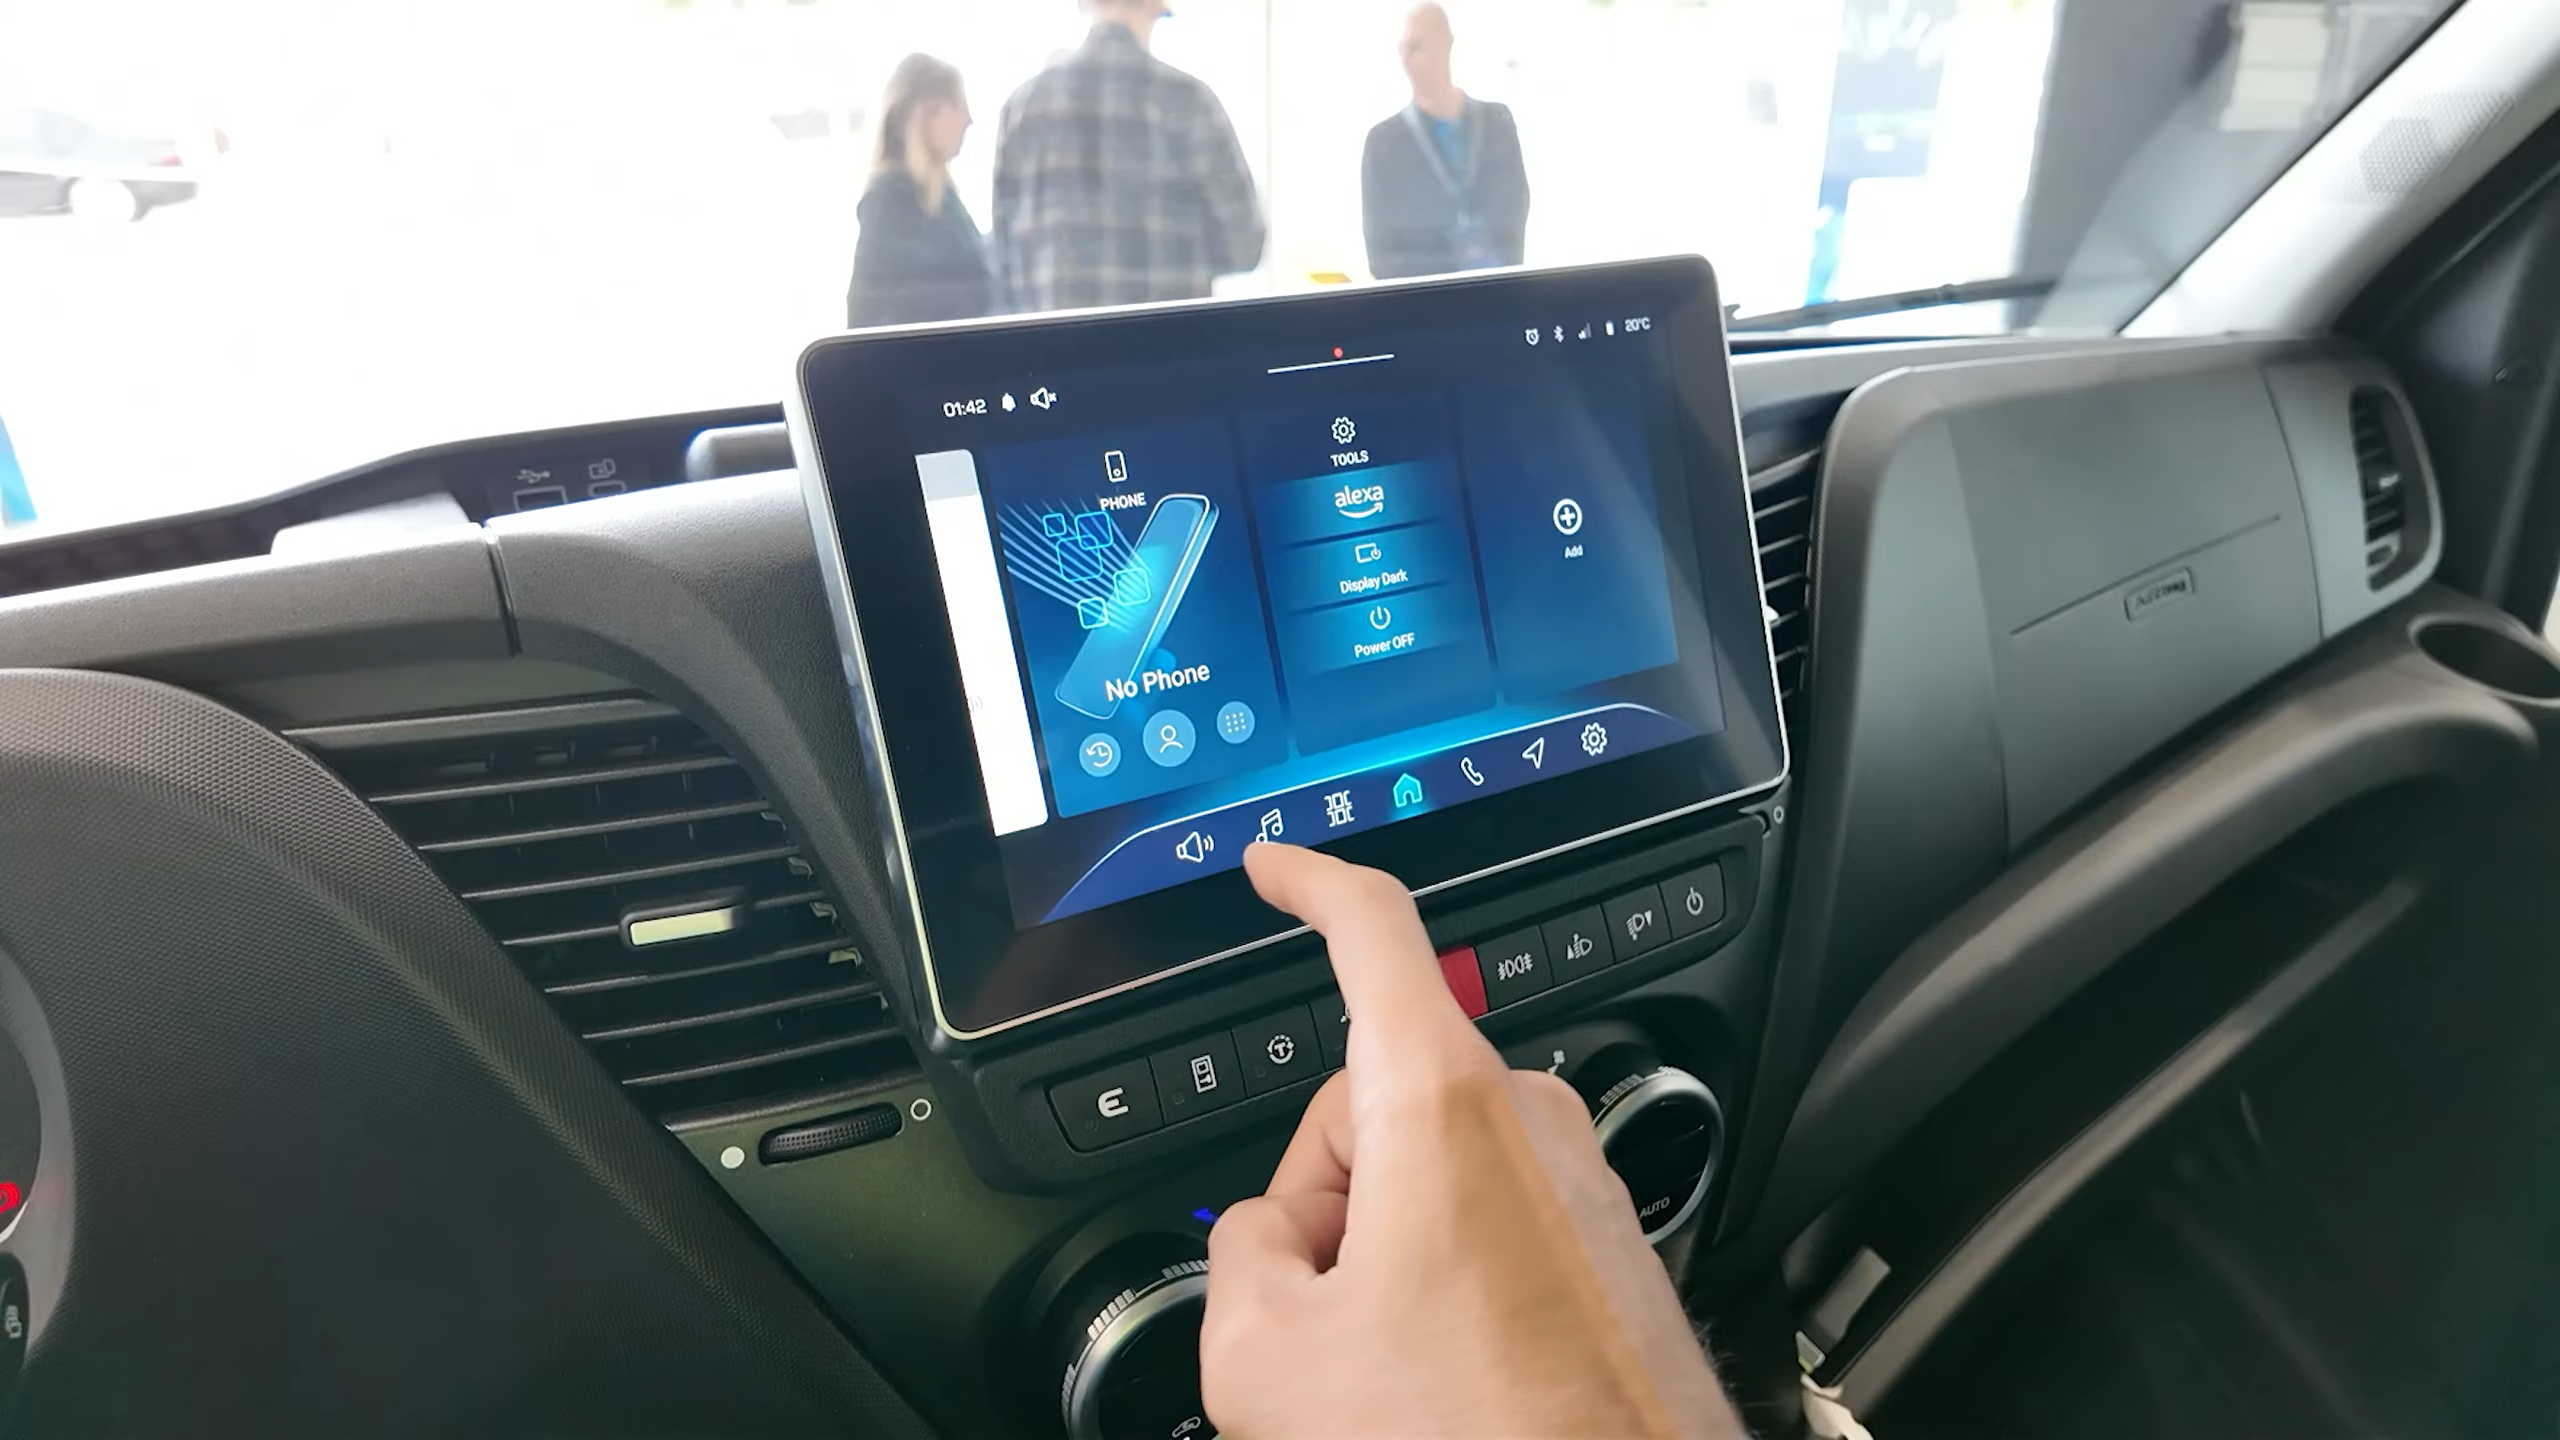 01:42
20°C
PHONE
No Phone
TOOLS
alexa
Display Dark
Power OFF
Add
AUTO